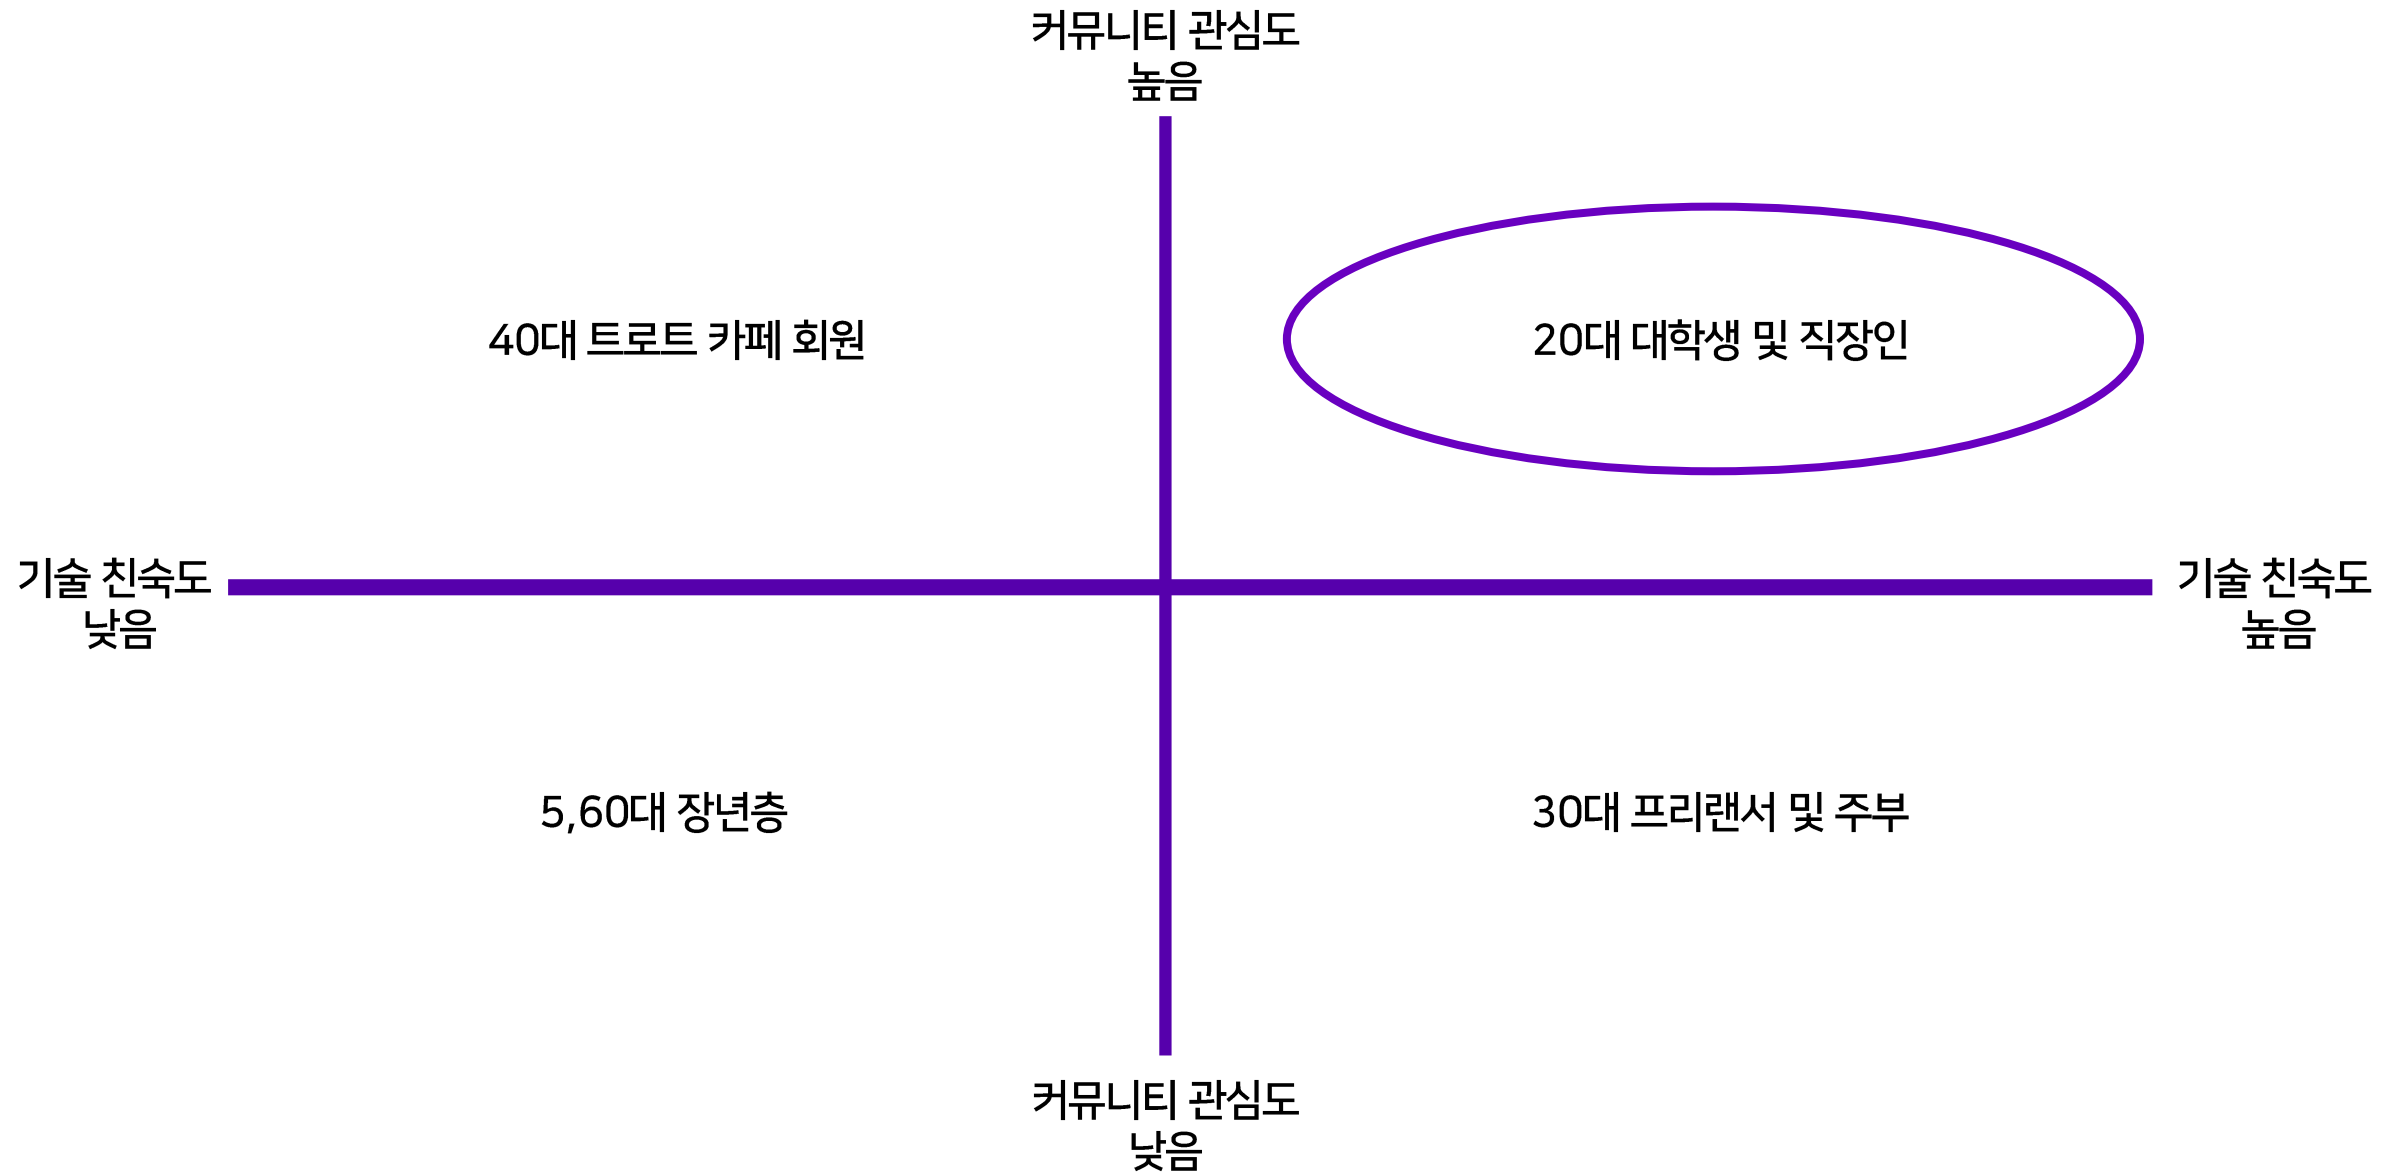 커뮤니티 관심도
높음
40대 트로트 카페 회원
20대 대학생 및 직장인
기술 친숙도
낮음
기술 친숙도
높음
5,60대 장년층
30대 프리랜서 및 주부
커뮤니티 관심도
낮음